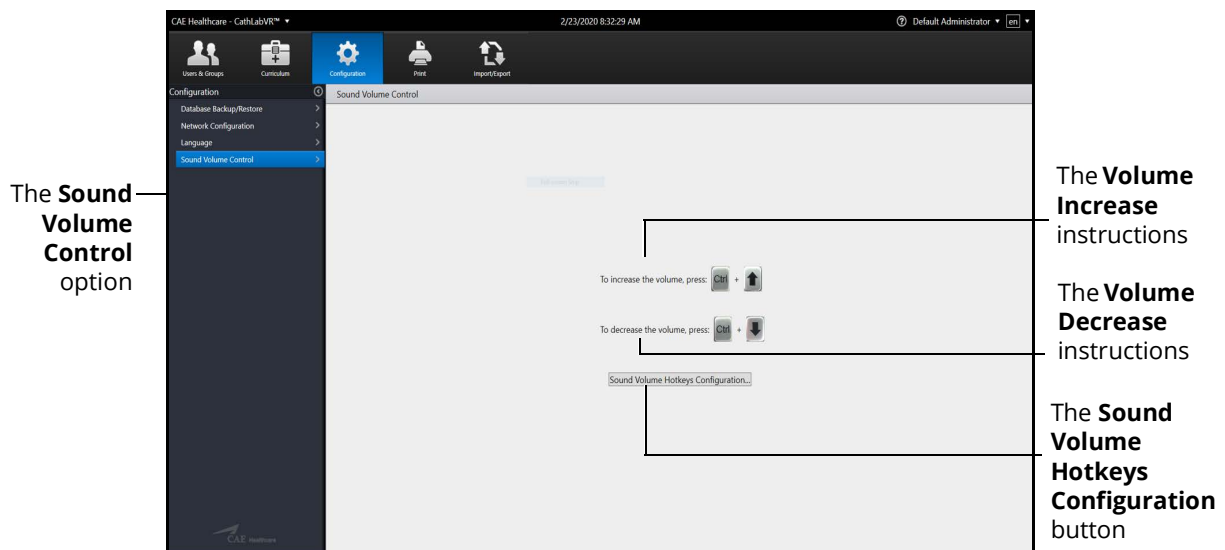 CAE Healthcare - CathLabVR™
2/23/2020 8:32:29 AM
Default Administrator
en
Users & Groups
Curriculum
Configuration
Print
Import/Export
Configuration
Database Backup/Restore
Network Configuration
Language
Sound Volume Control
Sound Volume Control
The Sound
Volume
Control
option
To increase the volume, press: Ctrl +
To decrease the volume, press: Ctrl +
Sound Volume Hotkeys Configuration...
The Volume
Increase
instructions
The Volume
Decrease
instructions
The Sound
Volume
Hotkeys
Configuration
button
CAE Healthcare